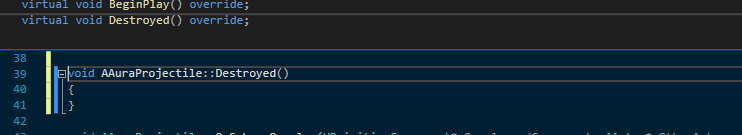 virtual void BeginPlay() override;
virtual void Destroyed() override;
38
39 void AAuraProjectile::Destroyed()
40 {
41 }
42